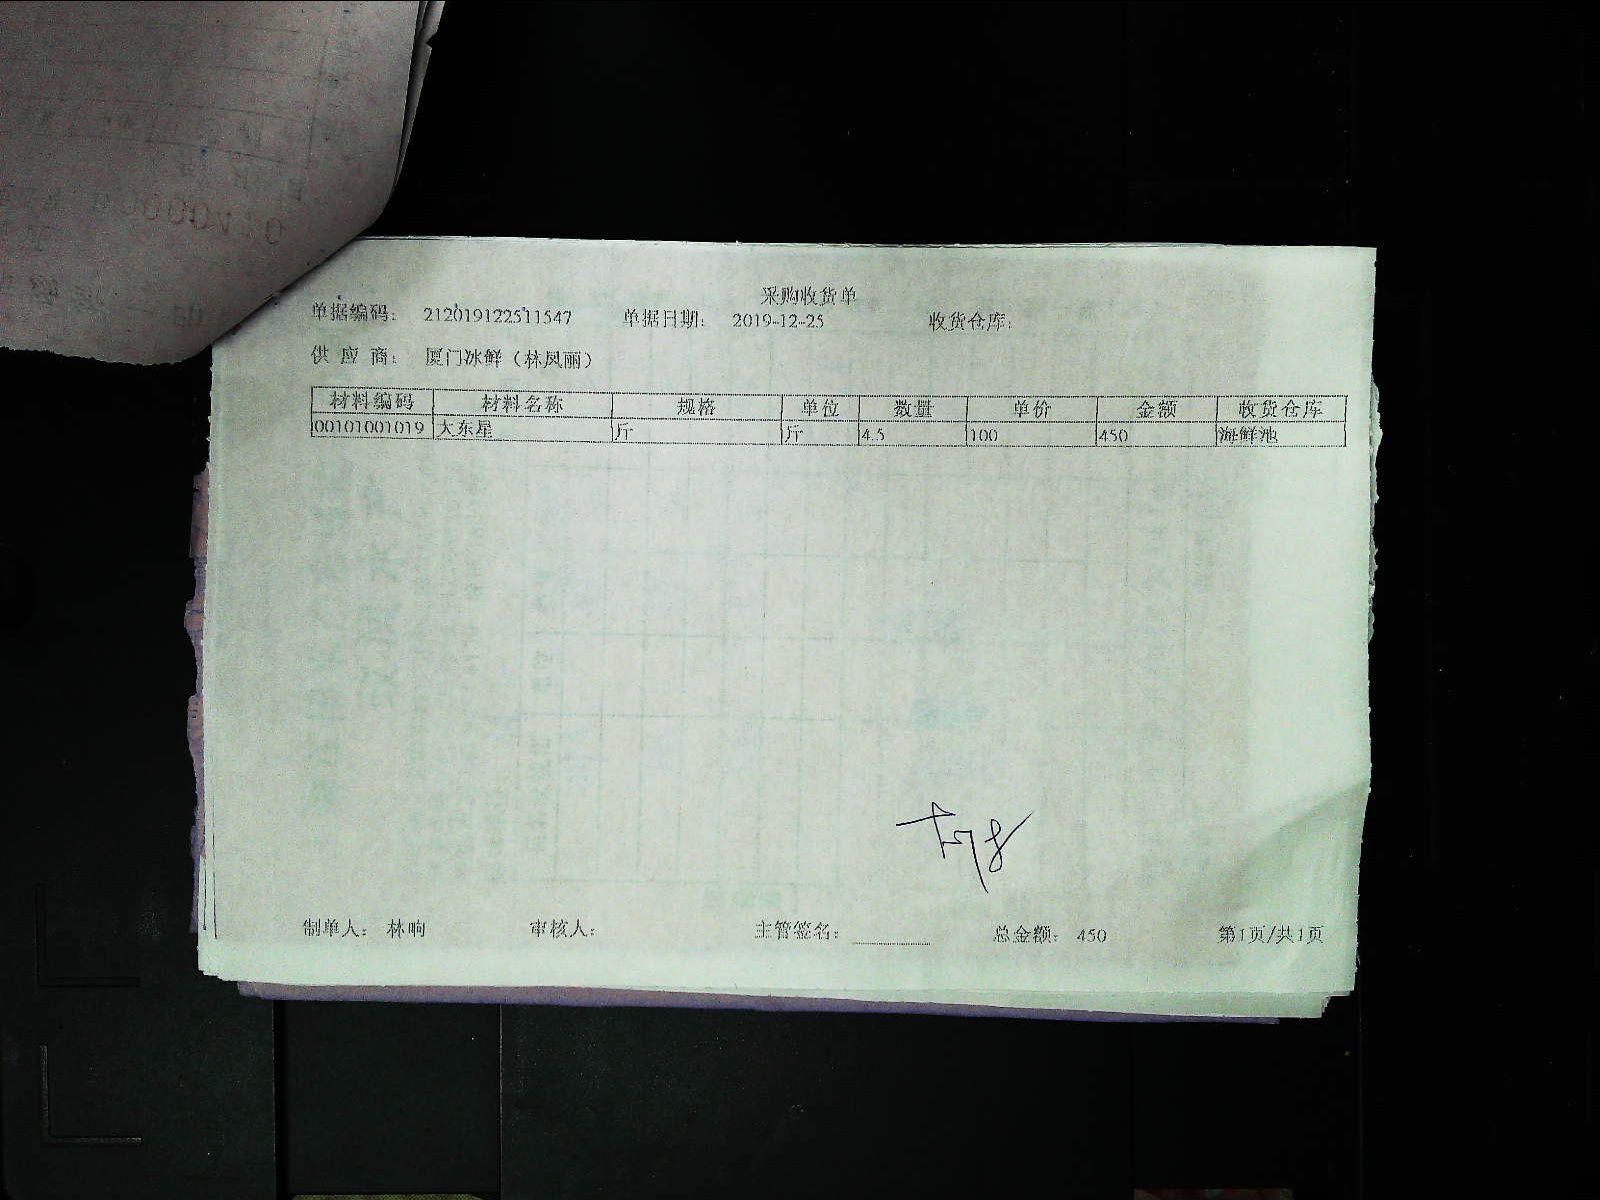 采购收货单
单据编码: 212019122511547 单据日期: 2019-12-25 收货仓库:
供应商: 厦门冰鲜（林凤丽）
材料编码 材料名称 规格 单位 数量 单价 金额 收货仓库
00101001019 大东星 斤 斤 4.5 100 450 海鲜池
制单人: 林晌 审核人: 主管签名: 总金额: 450 第1页/共1页